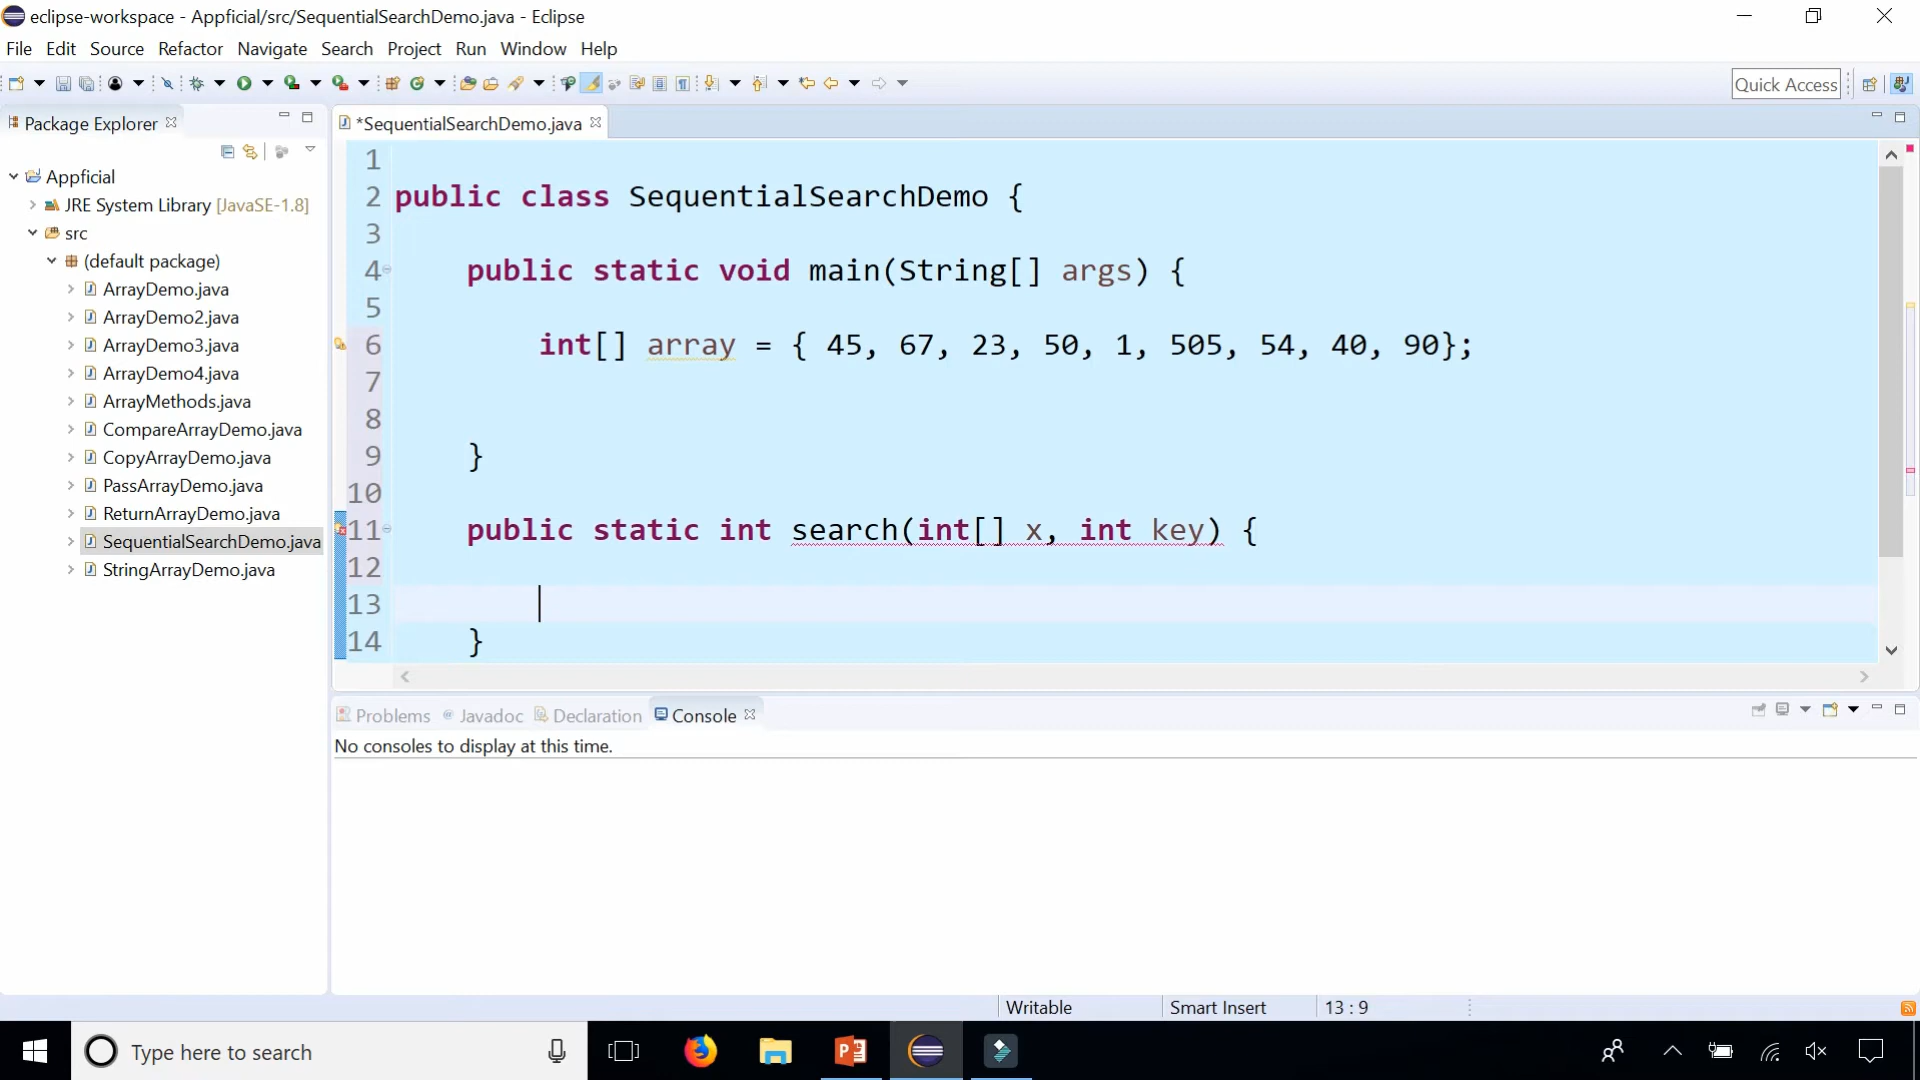 eclipse-workspace - Appficial/src/SequentialSearchDemo.java - Eclipse
File Edit Source Refactor Navigate Search Project Run Window Help
Quick Access
Package Explorer
*SequentialSearchDemo.java
Appficial
JRE System Library [JavaSE-1.8]
src
(default package)
ArrayDemo.java
ArrayDemo2.java
ArrayDemo3.java
ArrayDemo4.java
ArrayMethods.java
CompareArrayDemo.java
CopyArrayDemo.java
PassArrayDemo.java
ReturnArrayDemo.java
SequentialSearchDemo.java
StringArrayDemo.java
1
2 public class SequentialSearchDemo {
3
4 public static void main(String[] args) {
5
6 int[] array = { 45, 67, 23, 50, 1, 505, 54, 40, 90};
7
8
9 }
10
11 public static int search(int[] x, int key) {
12
13
14 }
Problems Javadoc Declaration Console
No consoles to display at this time.
Writable Smart Insert 13 : 9
Type here to search